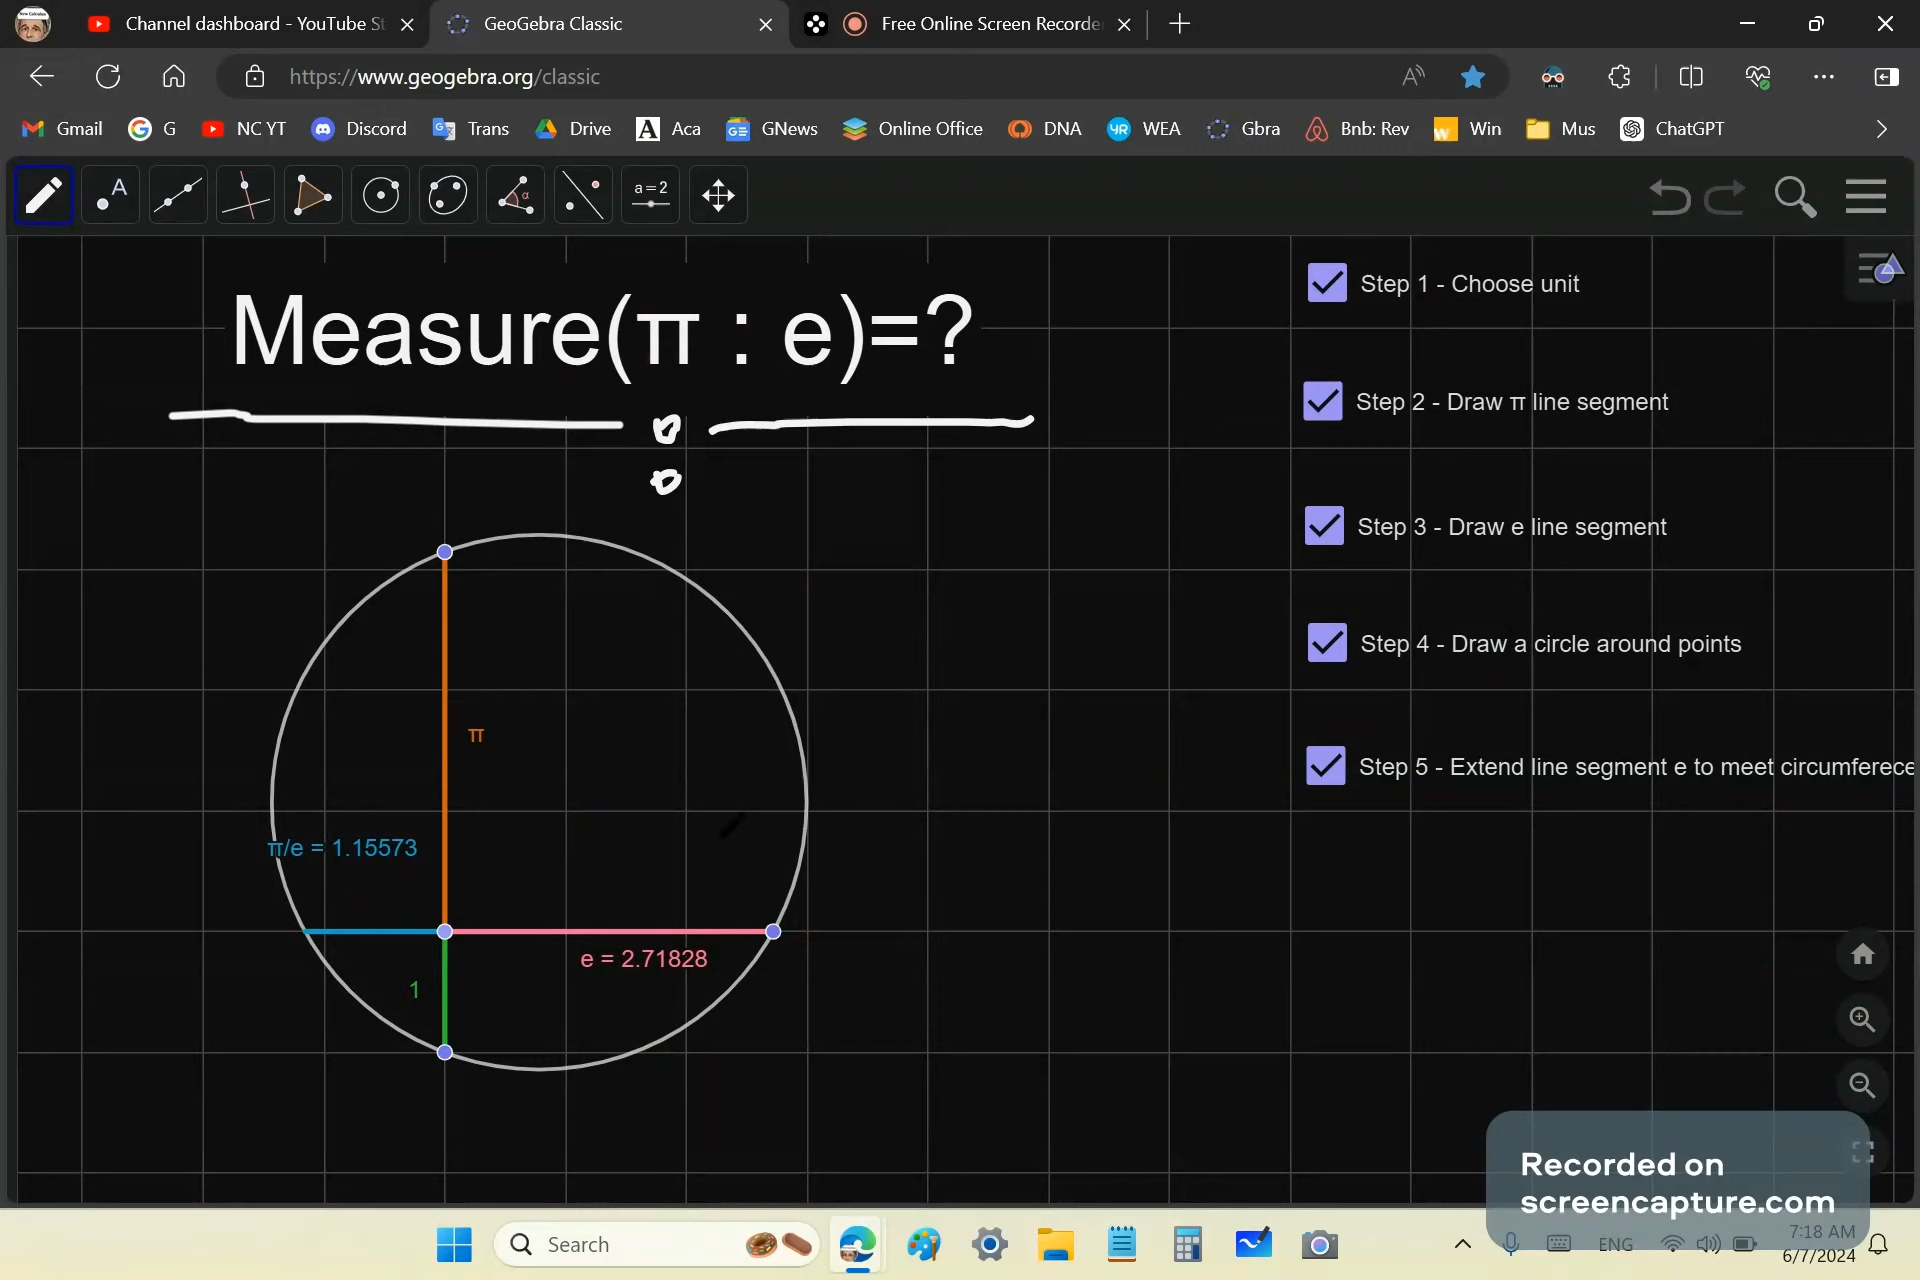 Channel dashboard - YouTube St
GeoGebra Classic
Free Online Screen Recorde
https://www.geogebra.org/classic
Gmail G NC YT Discord Trans Drive Aca GNews Online Office DNA WEA Gbra Bnb: Rev Win Mus ChatGPT
A α a = 2
Measure(π : e)=?
Step 1 - Choose unit
Step 2 - Draw π line segment
Step 3 - Draw e line segment
Step 4 - Draw a circle around points
Step 5 - Extend line segment e to meet circumferece
π
π/e = 1.15573
e = 2.71828
1
Recorded on
screencapture.com
Search
ENG
7:18 AM
6/7/2024